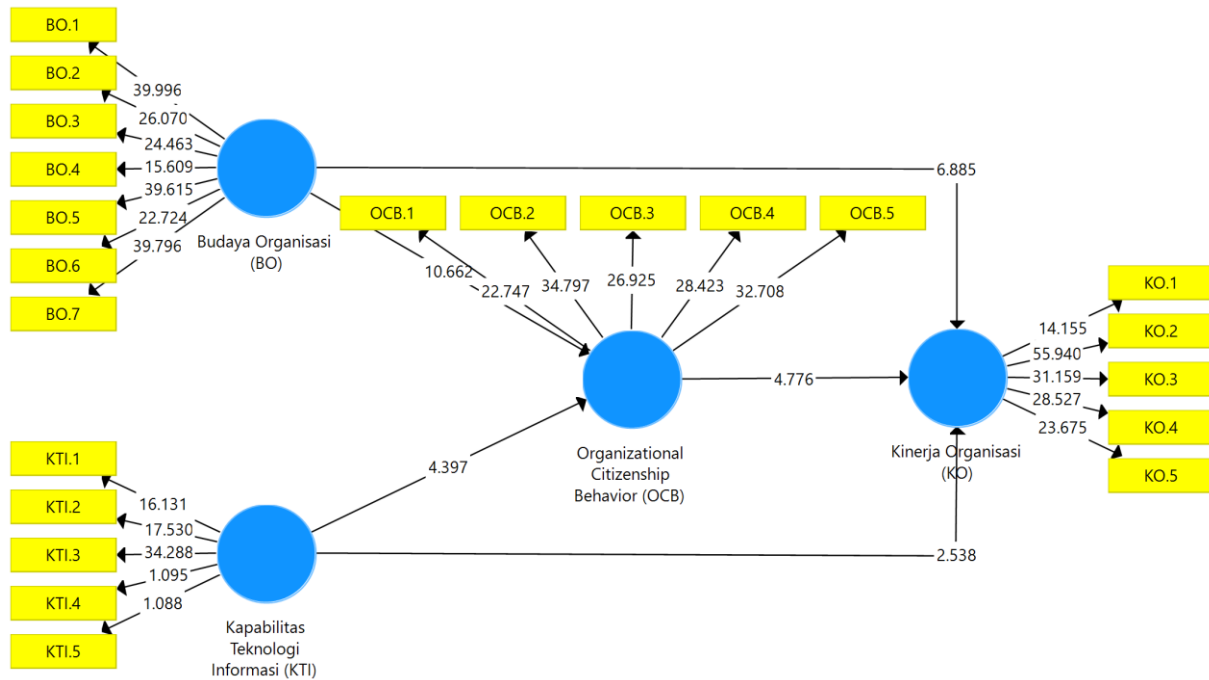 BO.1
BO.2
BO.3
BO.4
BO.5
BO.6
BO.7
39.996
26.070
24.463
15.609
39.615
22.724
39.796
Budaya Organisasi
(BO)
6.885
OCB.1
OCB.2
OCB.3
OCB.4
OCB.5
10.662
22.747
34.797
26.925
28.423
32.708
Organizational
Citizenship
Behavior (OCB)
4.776
KO.1
KO.2
KO.3
KO.4
KO.5
14.155
55.940
31.159
28.527
23.675
Kinerja Organisasi
(KO)
KTI.1
KTI.2
KTI.3
KTI.4
KTI.5
16.131
17.530
34.288
1.095
1.088
4.397
2.538
Kapabilitas
Teknologi
Informasi (KTI)